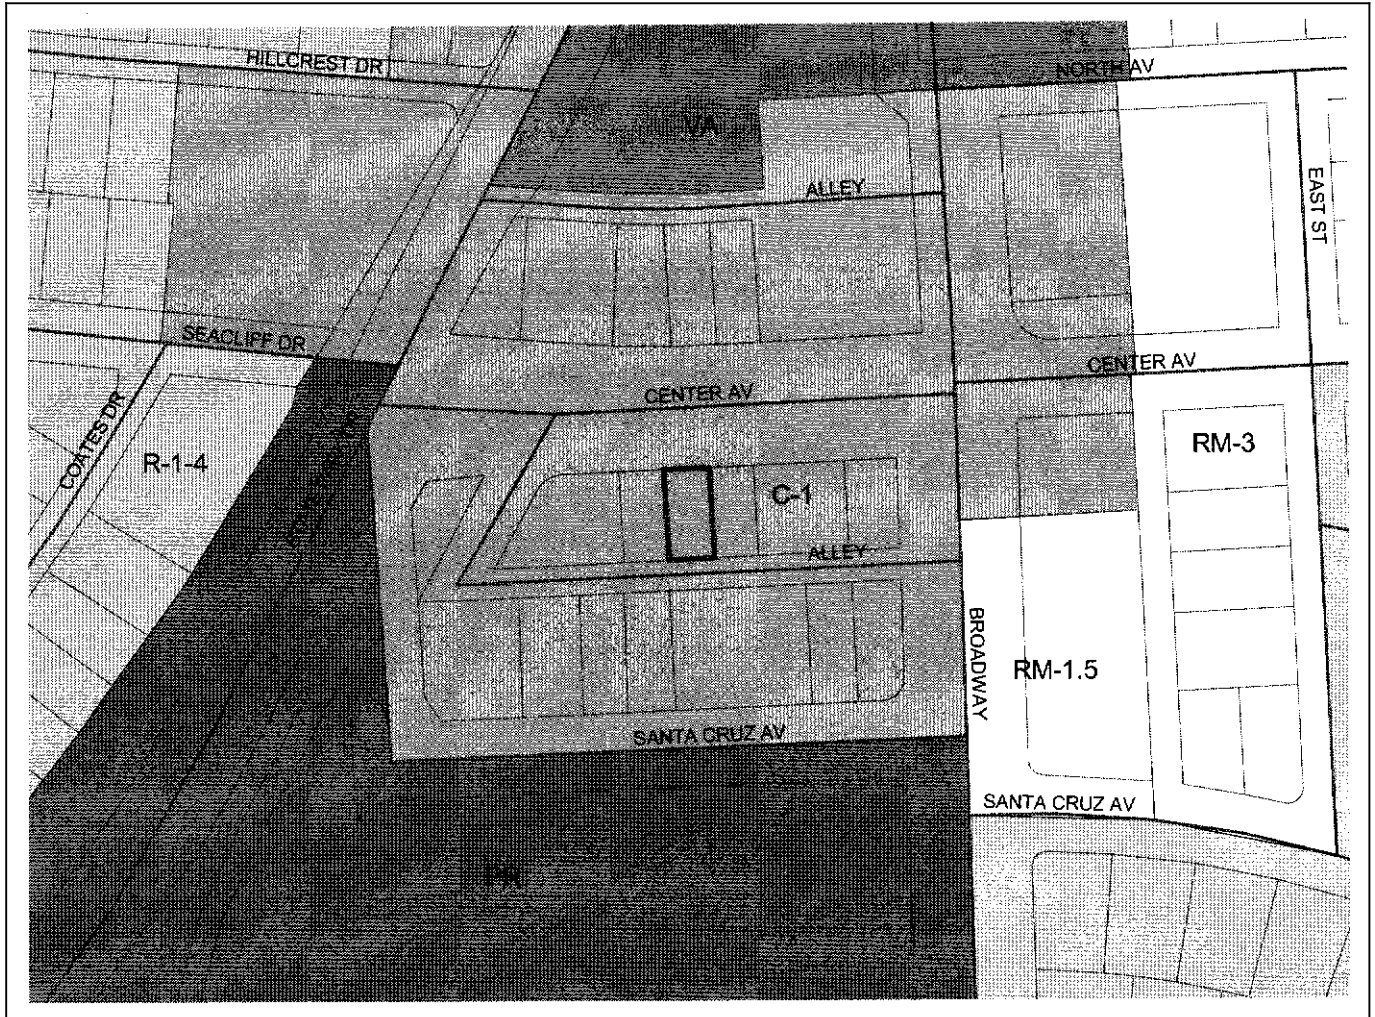 HILLCREST DR
NORTH AV
VA
ALLEY
EAST ST
SEACLIFF DR
CENTER AV
CENTER AV
COATES DR
R-1-4
RM-3
C-1
ALLEY
BROADWAY
RM-1.5
SANTA CRUZ AV
SANTA CRUZ AV
PR